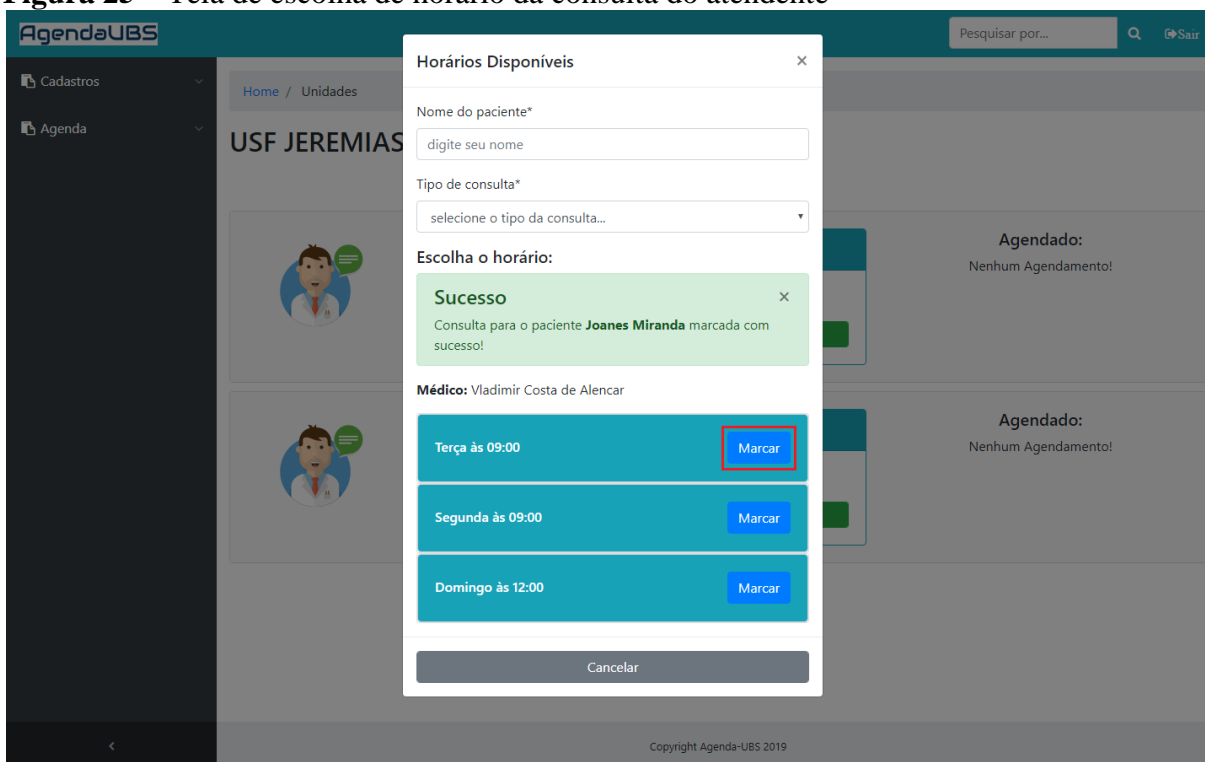 Figura 25 – Tela de escolha de horário da consulta do atendente
AgendaUBS
Pesquisar por...
Sair
Cadastros
Agenda
Home / Unidades
USF JEREMIAS
Horários Disponíveis ×
Nome do paciente*
digite seu nome
Tipo de consulta*
selecione o tipo da consulta...
Escolha o horário:
Sucesso ×
Consulta para o paciente Joanes Miranda marcada com
sucesso!
Médico: Vladimir Costa de Alencar
Terça às 09:00 Marcar
Segunda às 09:00 Marcar
Domingo às 12:00 Marcar
Cancelar
Agendado:
Nenhum Agendamento!
Agendado:
Nenhum Agendamento!
Copyright Agenda-UBS 2019